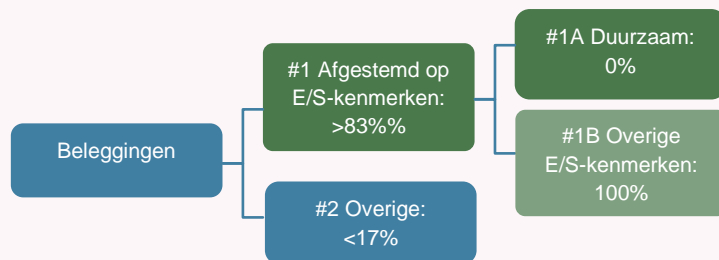 Beleggingen
#1 Afgestemd op
E/S-kenmerken:
>83%%
#2 Overige:
<17%
#1A Duurzaam:
0%
#1B Overige
E/S-kenmerken:
100%